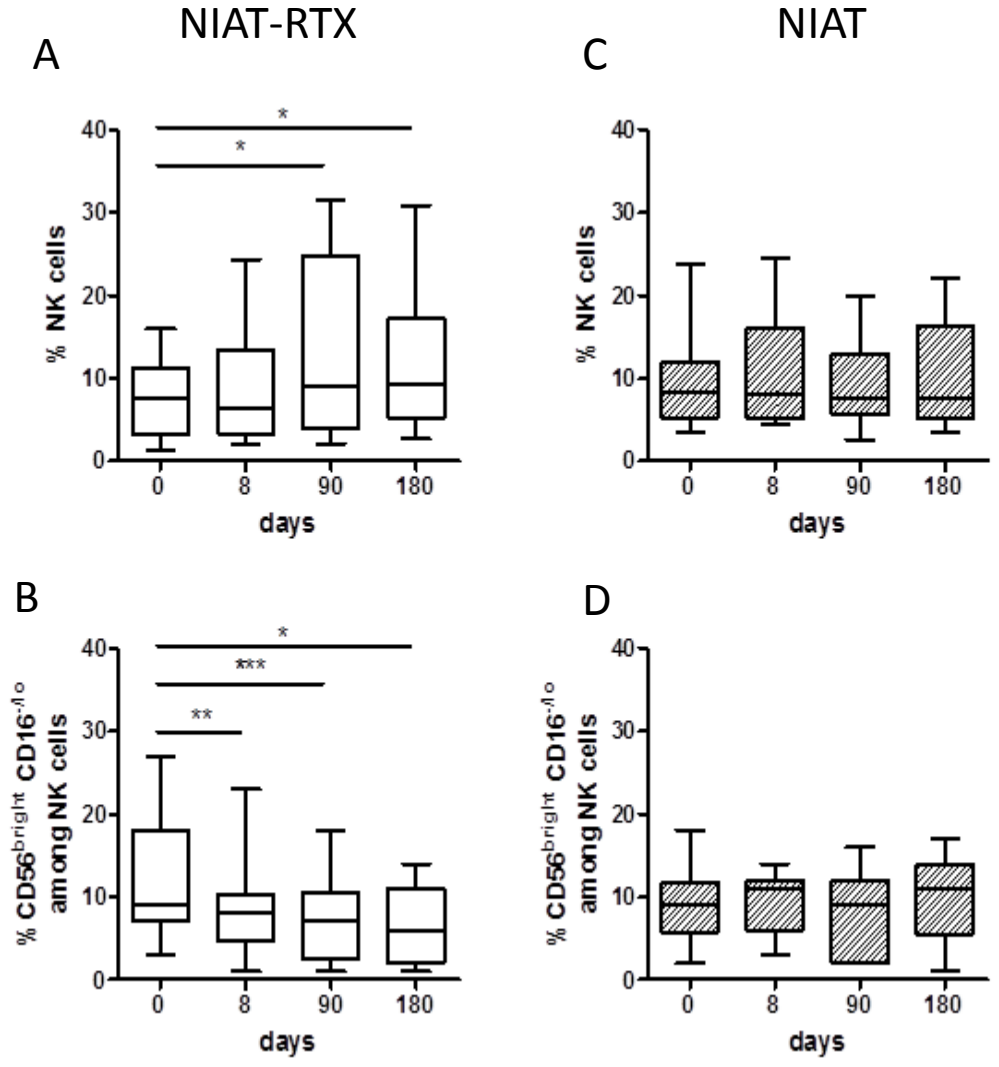 NIAT-RTX
NIAT
A
% NK cells
40
30
20
10
0
*
*
0 8 90 180
days
C
% NK cells
40
30
20
10
0
0 8 90 180
days
B
% CD56bright CD16-/lo
among NK cells
40
30
20
10
0
*
***
**
0 8 90 180
days
D
% CD56bright CD16-/lo
among NK cells
40
30
20
10
0
0 8 90 180
days